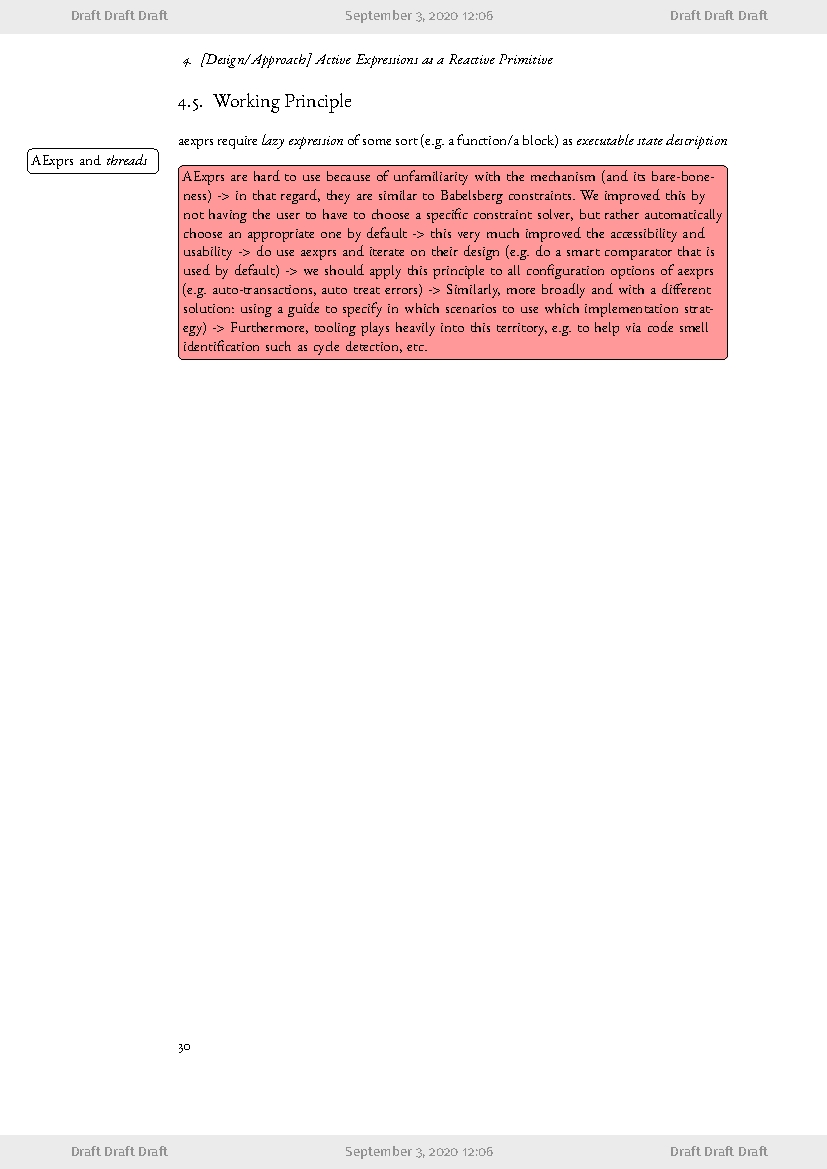 Draft Draft Draft September 3, 2020 12:06 Draft Draft Draft
4. [Design/Approach] Active Expressions as a Reactive Primitive
4.5. Working Principle
aexprs require lazy expression of some sort (e.g. a function/a block) as executable state description
AExprs and threads
AExprs are hard to use because of unfamiliarity with the mechanism (and its bare-bone-
ness) -> in that regard, they are similar to Babelsberg constraints. We improved this by
not having the user to have to choose a specific constraint solver, but rather automatically
choose an appropriate one by default -> this very much improved the accessibility and
usability -> do use aexprs and iterate on their design (e.g. do a smart comparator that is
used by default) -> we should apply this principle to all configuration options of aexprs
(e.g. auto-transactions, auto treat errors) -> Similarly, more broadly and with a different
solution: using a guide to specify in which scenarios to use which implementation strat-
egy) -> Furthermore, tooling plays heavily into this territory, e.g. to help via code smell
identification such as cycle detection, etc.
30
Draft Draft Draft September 3, 2020 12:06 Draft Draft Draft